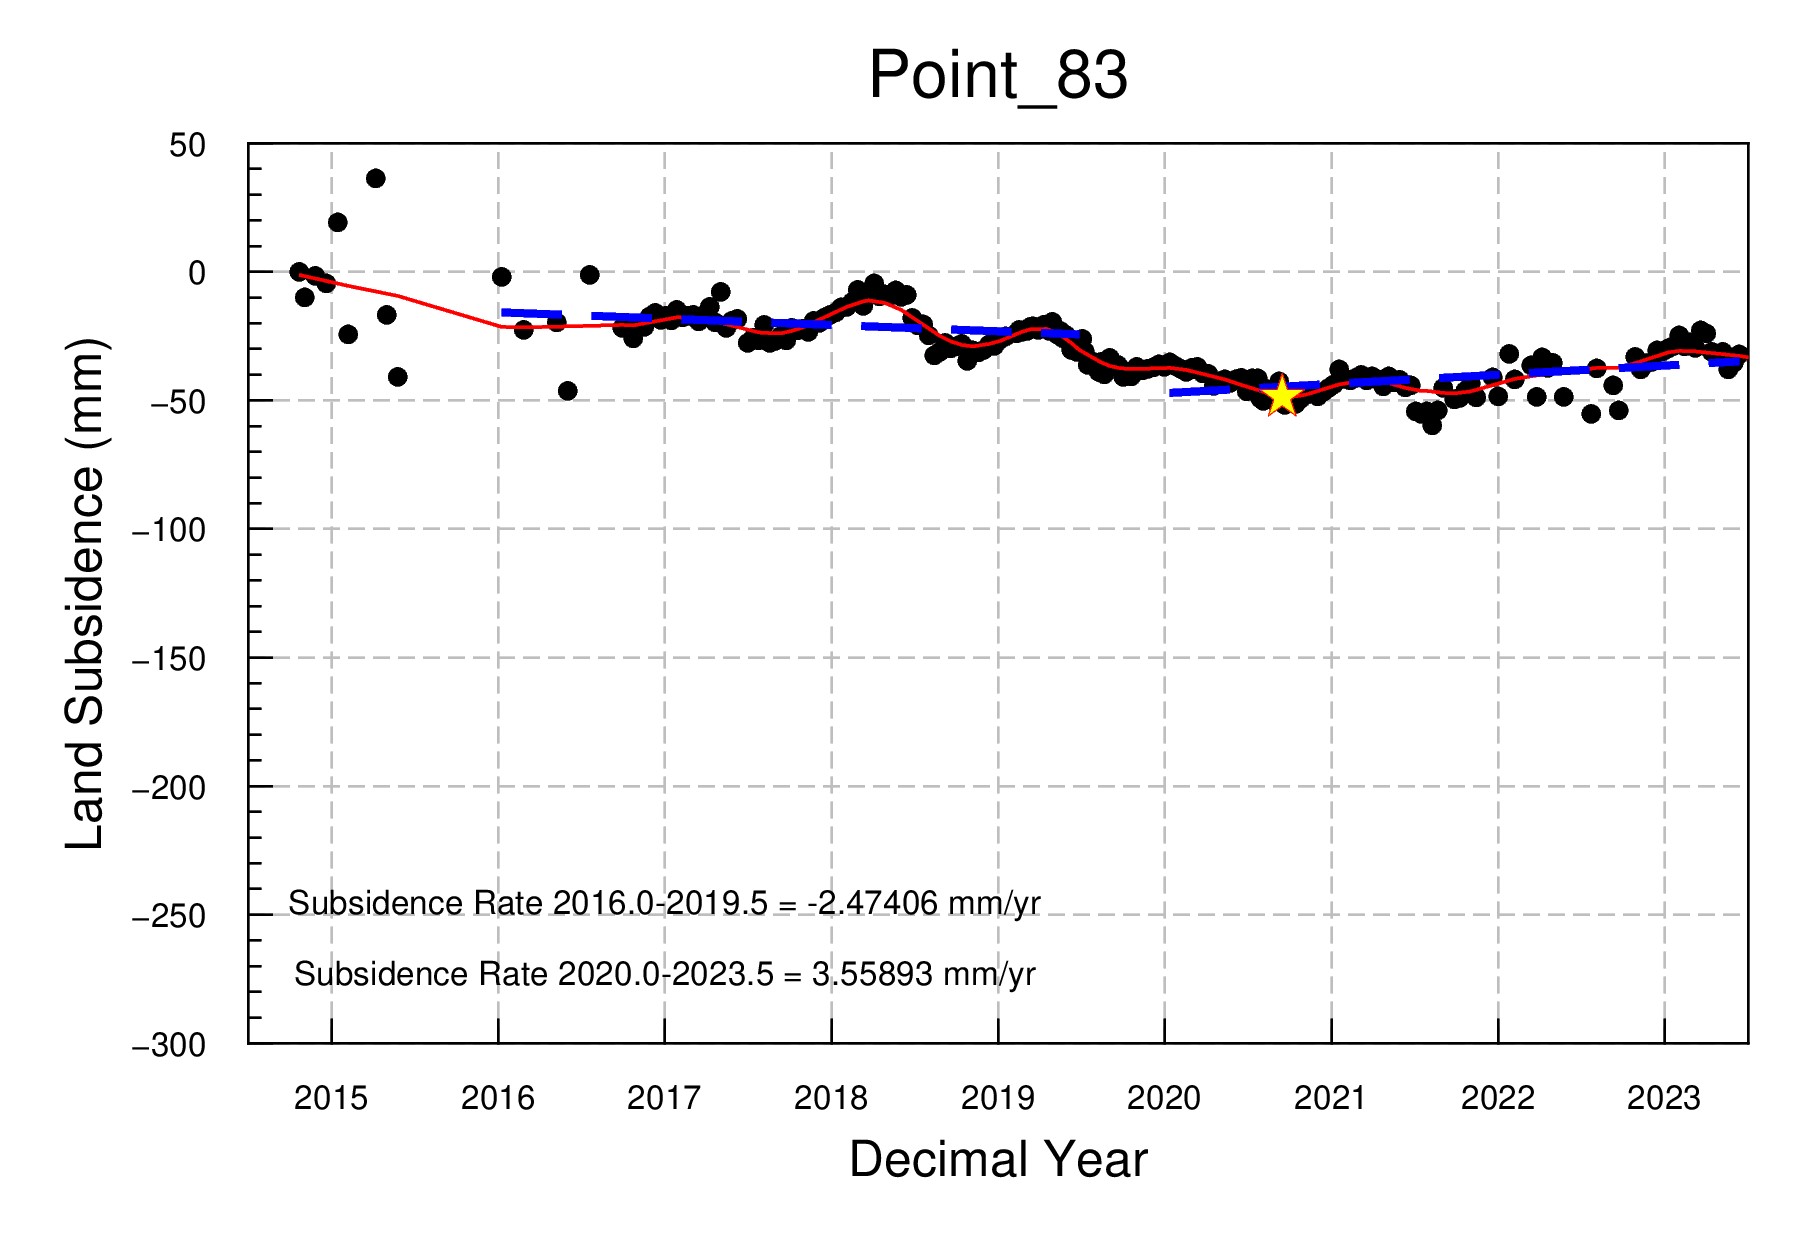 Point_83
50
0
−50
−100
−150
−200
−250
−300
Land Subsidence (mm)
Subsidence Rate 2016.0-2019.5 = -2.47406 mm/yr
Subsidence Rate 2020.0-2023.5 = 3.55893 mm/yr
2015 2016 2017 2018 2019 2020 2021 2022 2023
Decimal Year